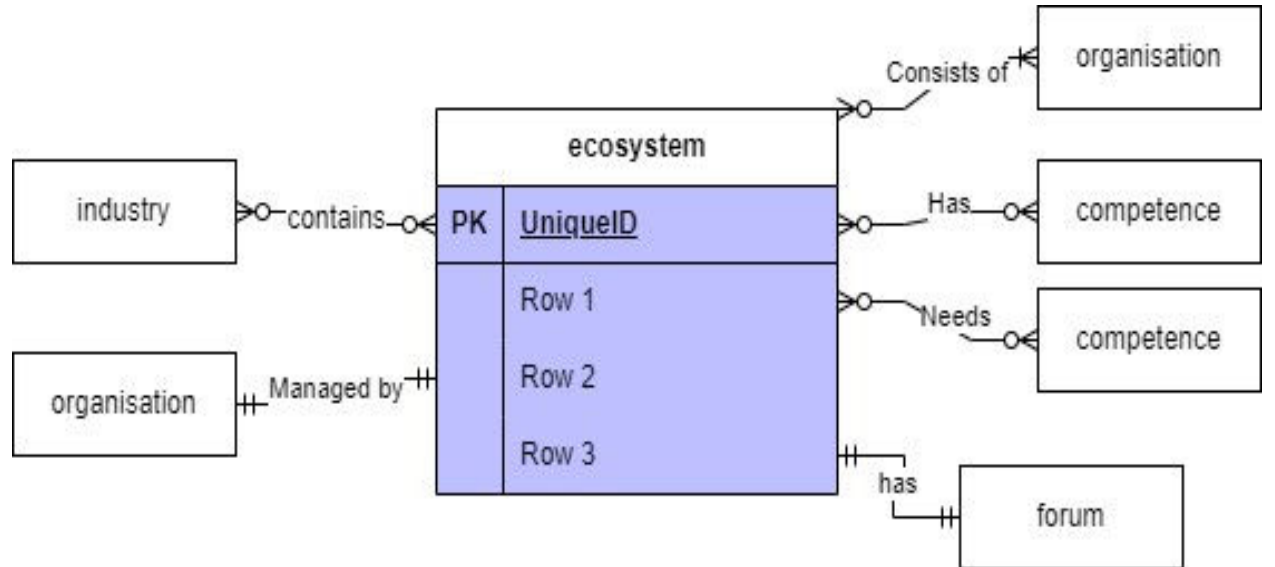 organisation
Consists of
ecosystem
industry
contains
PK
UniqueID
Has
competence
Row 1
Needs
competence
organisation
Managed by
Row 2
Row 3
has
forum